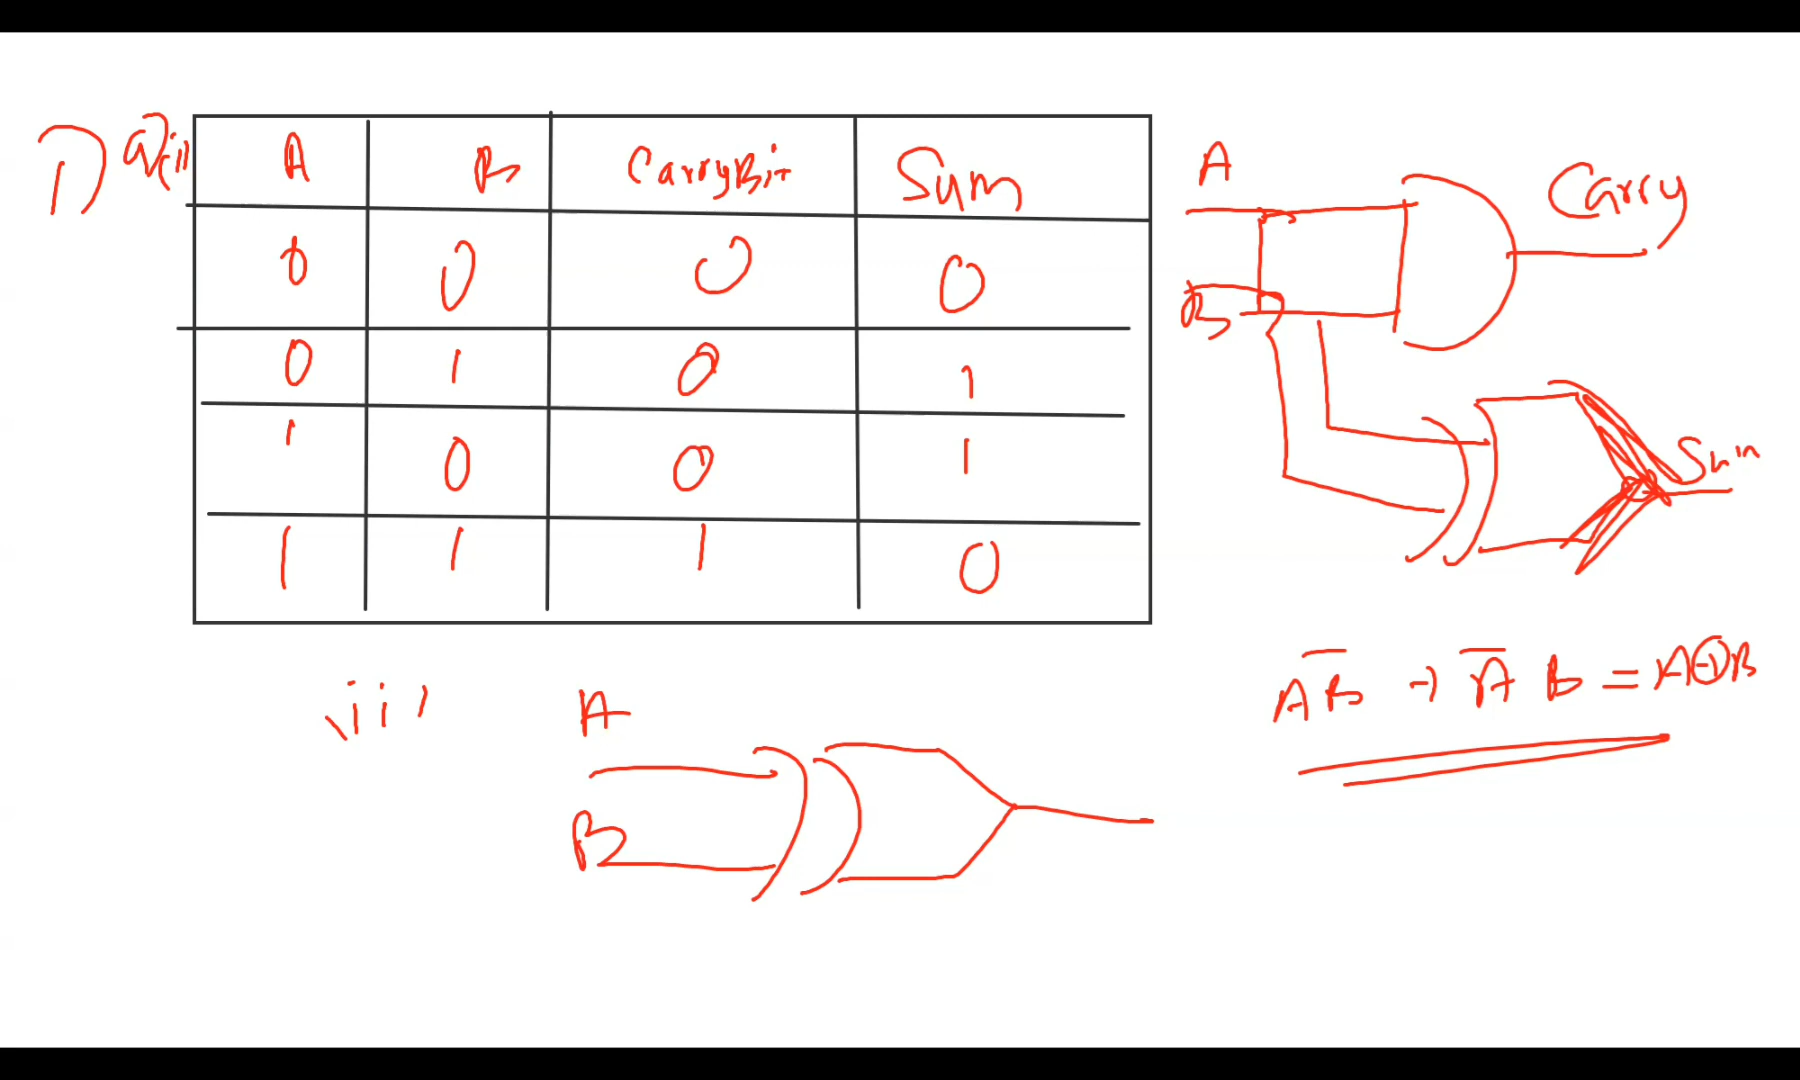 1) a(ii)
A B CarryBit Sum
0 0 0 0
0 1 0 1
1 0 0 1
1 1 1 0
A
B
Carry
Sum
AB̅ + A̅ B = A⊕B
iii)
A
B